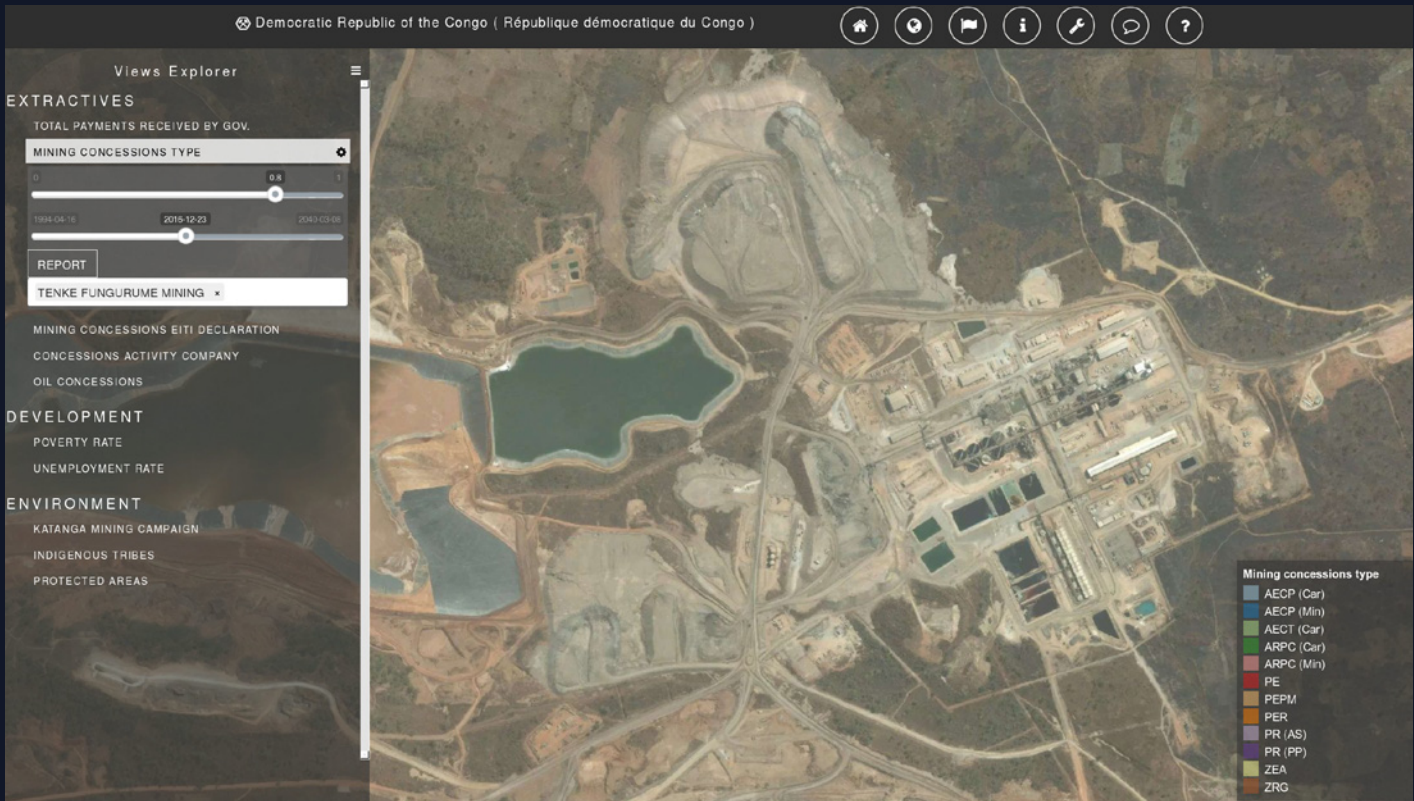 Democratic Republic of the Congo ( République démocratique du Congo )
Views Explorer
EXTRACTIVES
TOTAL PAYMENTS RECEIVED BY GOV.
MINING CONCESSIONS TYPE
0 0.8 1
1994-04-16 2015-12-23 2040-03-08
REPORT
TENKE FUNGURUME MINING ×
MINING CONCESSIONS EITI DECLARATION
CONCESSIONS ACTIVITY COMPANY
OIL CONCESSIONS
DEVELOPMENT
POVERTY RATE
UNEMPLOYMENT RATE
ENVIRONMENT
KATANGA MINING CAMPAIGN
INDIGENOUS TRIBES
PROTECTED AREAS
Mining concessions type
AECP (Car)
AECP (Min)
AECT (Car)
ARPC (Car)
ARPC (Min)
PE
PEPM
PER
PR (AS)
PR (PP)
ZEA
ZRG